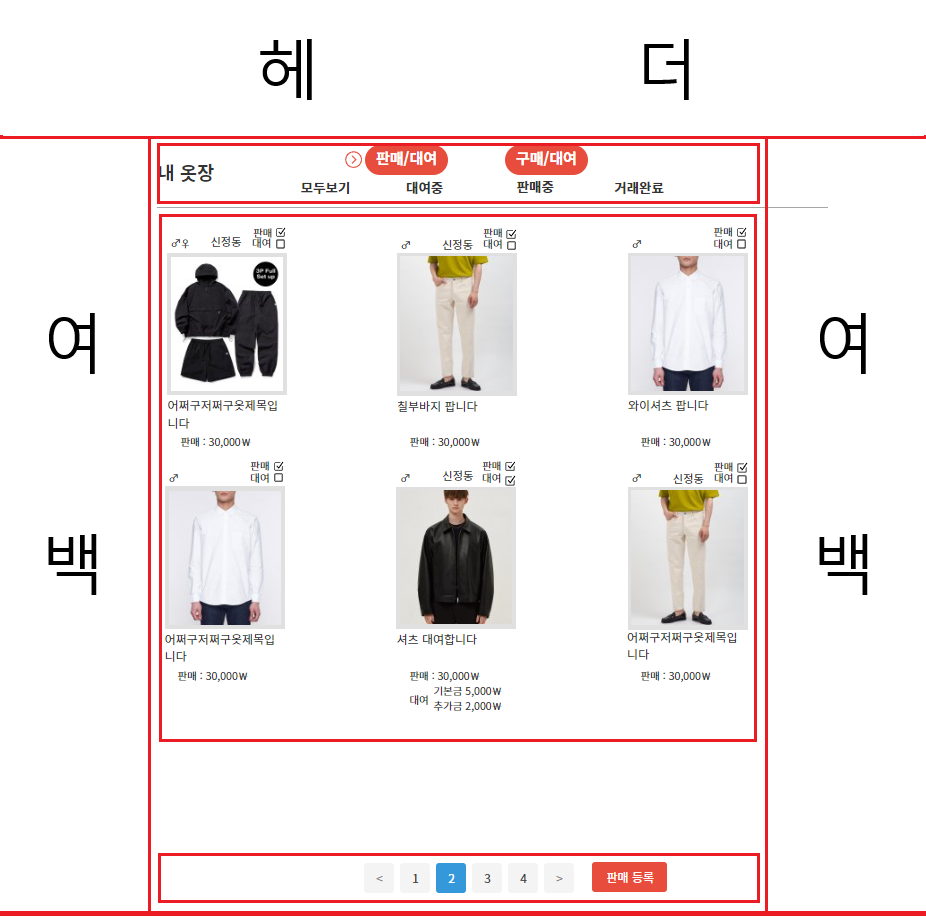 헤 더
내 옷장
판매/대여 구매/대여
모두보기 대여중 판매중 거래완료
♂♀ 신정동 판매
대여
♂ 신정동 판매
대여
♂ 판매
대여
3P Full
Set up
어쩌구저쩌구옷제목입
니다
판매 : 30,000₩
칠부바지 팝니다
판매 : 30,000₩
와이셔츠 팝니다
판매 : 30,000₩
여 여
♂ 판매
대여
♂ 신정동 판매
대여
♂ 신정동 판매
대여
백 백
어쩌구저쩌구옷제목입
니다
판매 : 30,000₩
셔츠 대여합니다
판매 : 30,000₩
대여 기본금 5,000₩
추가금 2,000₩
어쩌구저쩌구옷제목입
니다
판매 : 30,000₩
< 1 2 3 4 > 판매 등록